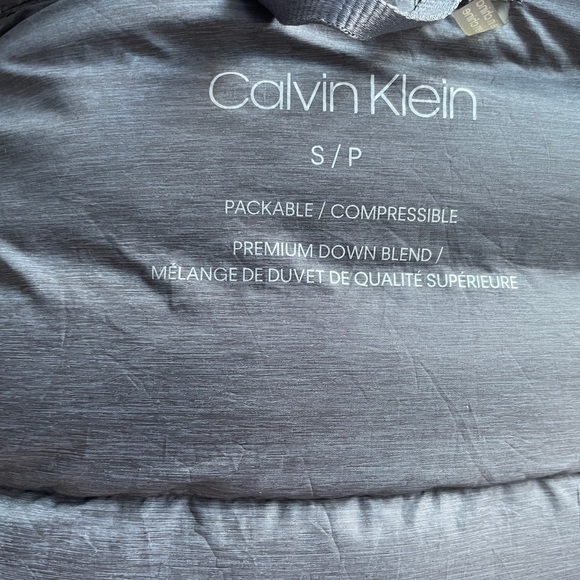 Calvin Klein
S / P
PACKABLE / COMPRESSIBLE
PREMIUM DOWN BLEND /
MÉLANGE DE DUVET DE QUALITÉ SUPÉRIEURE